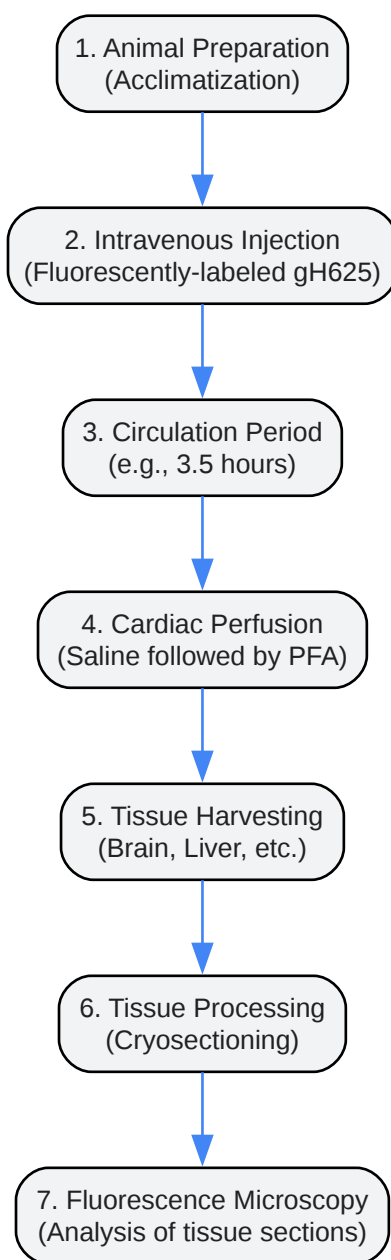 1. Animal Preparation
(Acclimatization)
2. Intravenous Injection
(Fluorescently-labeled gH625)
3. Circulation Period
(e.g., 3.5 hours)
4. Cardiac Perfusion
(Saline followed by PFA)
5. Tissue Harvesting
(Brain, Liver, etc.)
6. Tissue Processing
(Cryosectioning)
7. Fluorescence Microscopy
(Analysis of tissue sections)